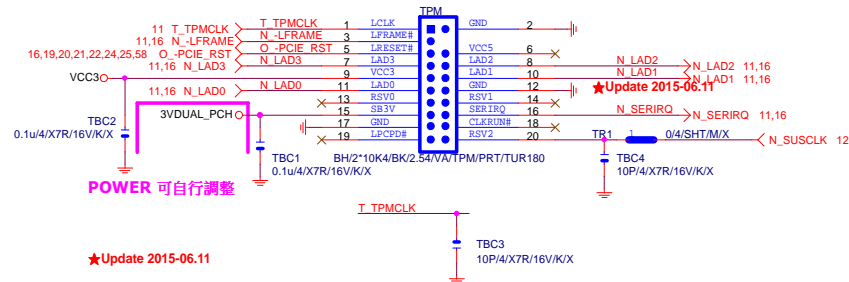 TPM
11 T_TPMCLK T_TPMCLK 1 LCLK GND 2
11,16 N_-LFRAME N_-LFRAME 3 LFRAME#
16,19,20,21,22,24,25,58 O_-PCIE_RST O_-PCIE_RST 5 LRESET# VCC5 6
11,16 N_LAD3 N_LAD3 7 LAD3 LAD2 8 N_LAD2 N_LAD2 11,16
VCC3 9 VCC3 LAD1 10 N_LAD1 N_LAD1 11,16
11,16 N_LAD0 N_LAD0 11 LAD0 GND 12 ★Update 2015-06.11
13 RSV0 RSV1 14
3VDUAL_PCH 15 SB3V SERIRQ 16 N_SERIRQ N_SERIRQ 11,16
17 GND CLKRUN# 18
19 LPCPD# RSV2 20 TR1 1 0/4/SHT/M/X N_SUSCLK 12
TBC2
0.1u/4/X7R/16V/K/X
BH/2*10K4/BK/2.54/VA/TPM/PRT/TUR180
TBC1
0.1u/4/X7R/16V/K/X
TBC4
10P/4/X7R/16V/K/X
POWER 可自行調整
T_TPMCLK
TBC3
10P/4/X7R/16V/K/X
★Update 2015-06.11